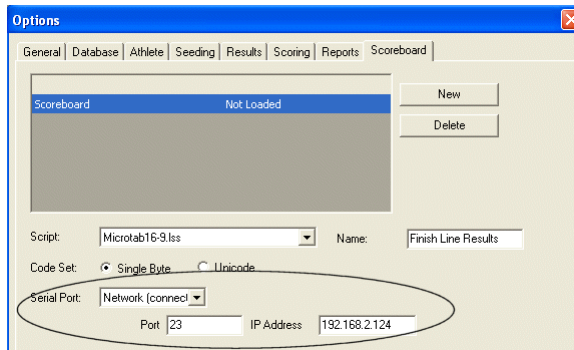 Options
General Database Athlete Seeding Results Scoring Reports Scoreboard
New
Scoreboard Not Loaded
Delete
Script: Microtab16-9.lss Name: Finish Line Results
Code Set: Single Byte Unicode
Serial Port: Network (connect
Port 23 IP Address 192.168.2.124